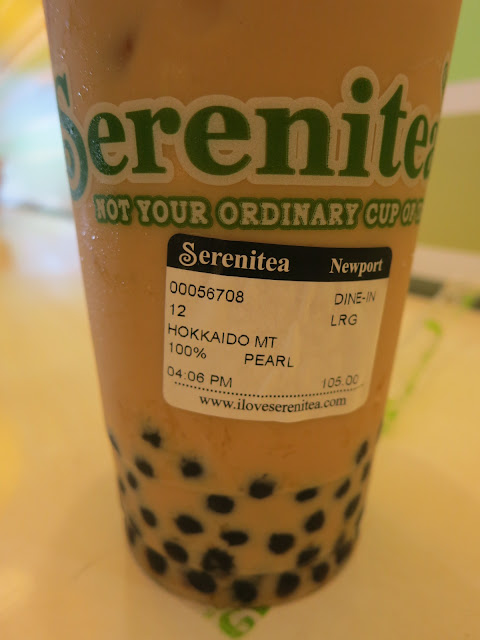 Serenitea
NOT YOUR ORDINARY CUP OF
Serenitea Newport
00056708 DINE-IN
12 LRG
HOKKAIDO MT
100% PEARL
04:06 PM 105.00
www.iloveserenitea.com